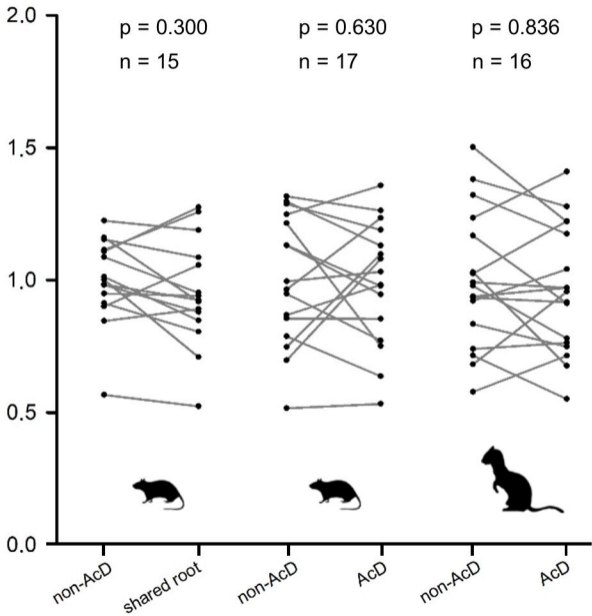 2.0
p = 0.300
p = 0.630
p = 0.836
n = 15
n = 17
n = 16
1.5
1.0
0.5
0.0
non-AcD
shared root
non-AcD
AcD
non-AcD
AcD